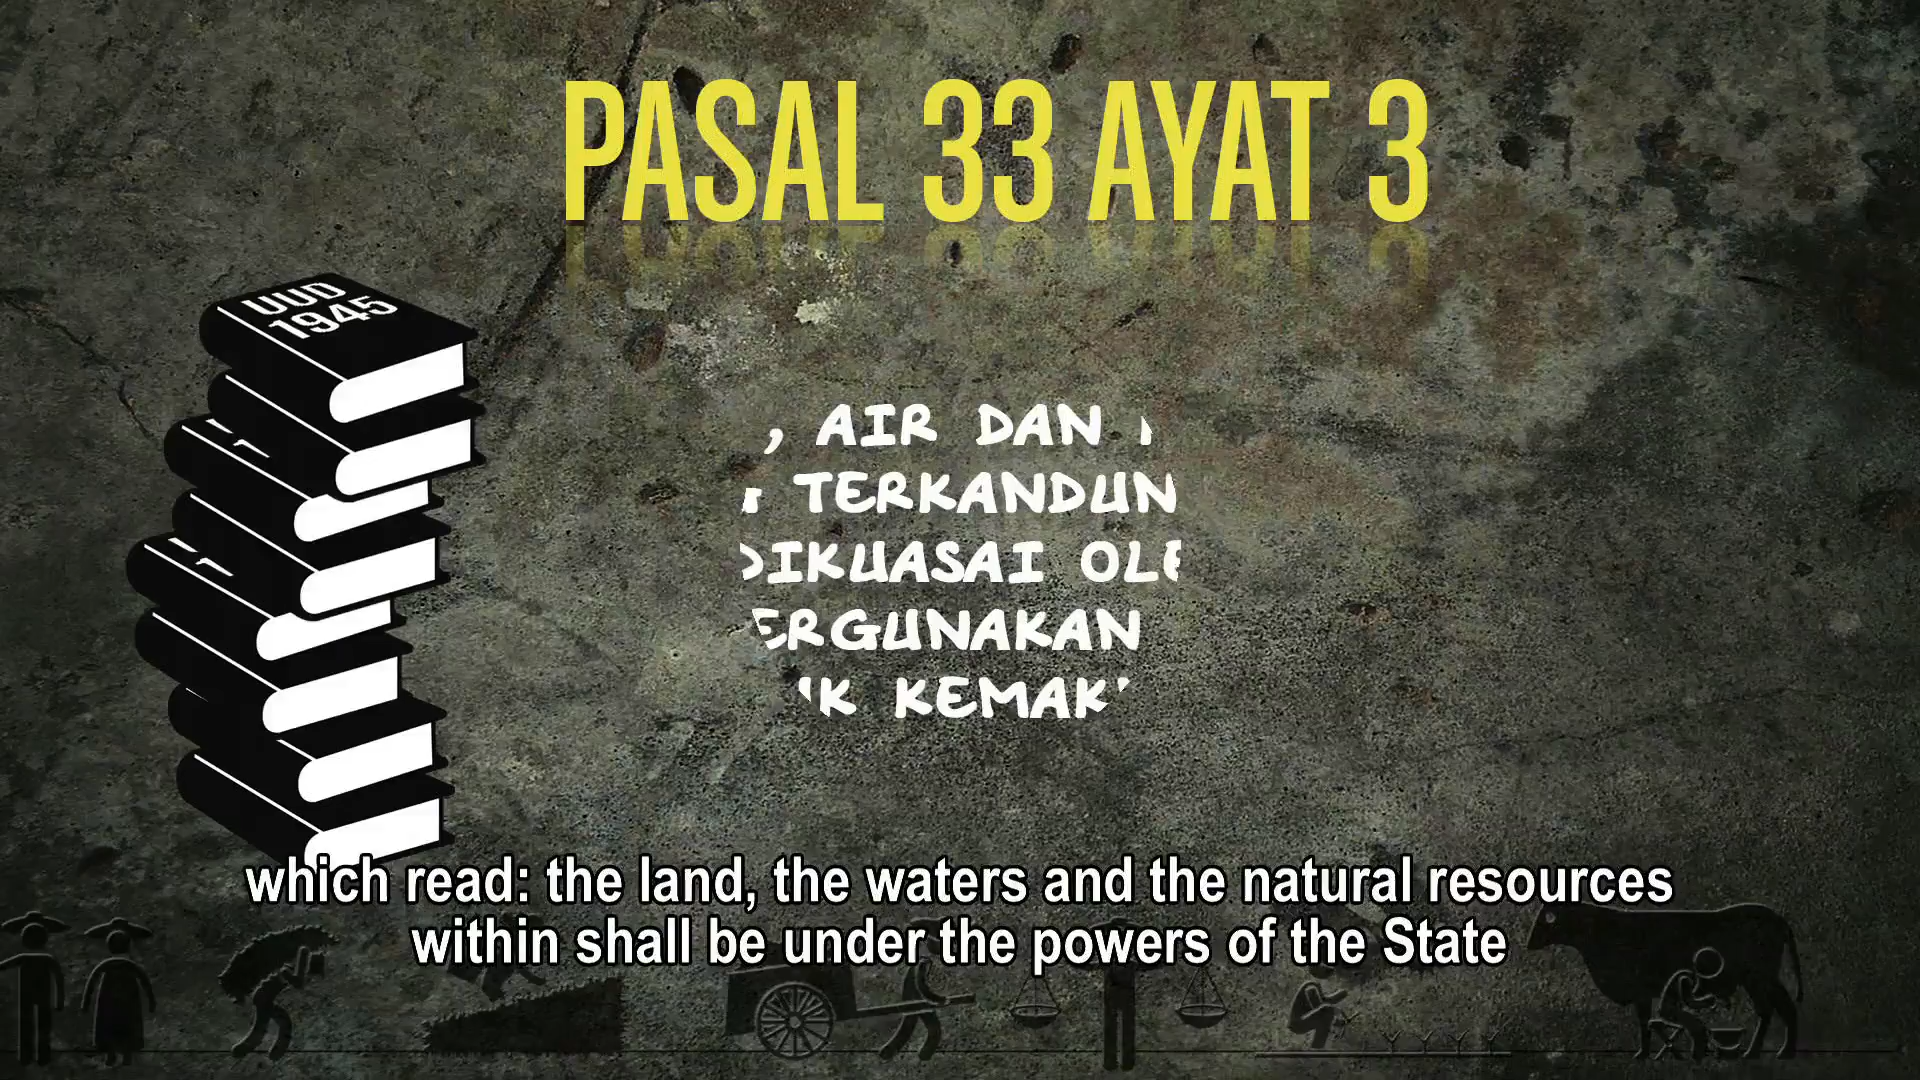 PASAL 33 AYAT 3
UUD
1945
, AIR DAN
TERKANDUN
DIKUASAI OLE
ERGUNAKAN
K KEMAK
which read: the land, the waters and the natural resources
within shall be under the powers of the State